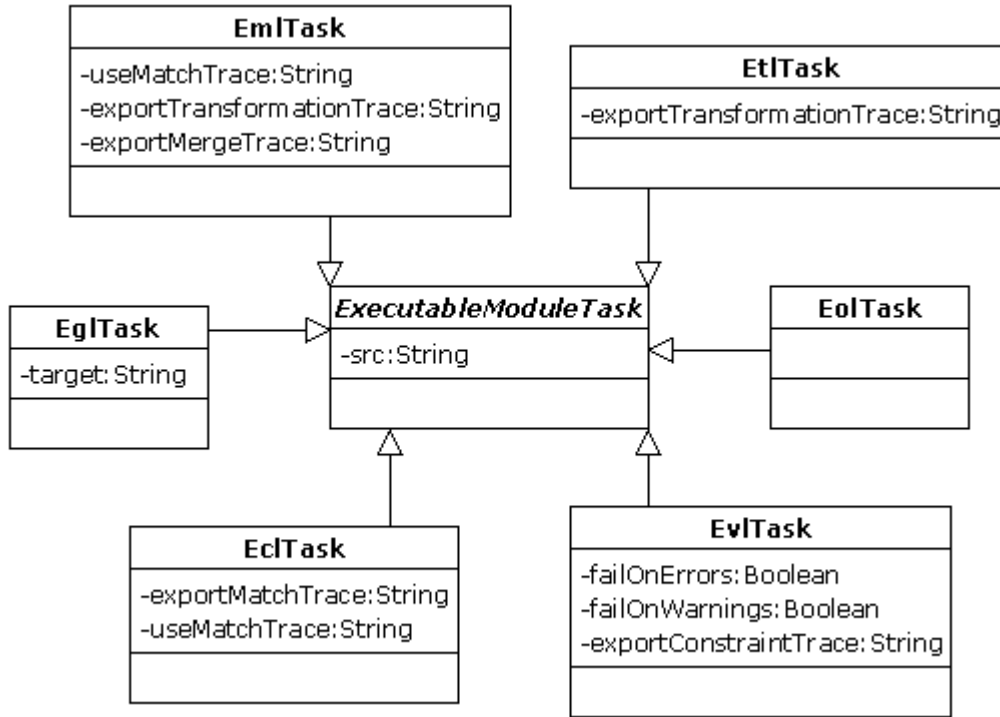 EmlTask
-useMatchTrace:String
-exportTransformationTrace:String
-exportMergeTrace:String
EtlTask
-exportTransformationTrace:String
EglTask
-target:String
ExecutableModuleTask
-src:String
EolTask
EclTask
-exportMatchTrace:String
-useMatchTrace:String
EvlTask
-failOnErrors:Boolean
-failOnWarnings:Boolean
-exportConstraintTrace:String